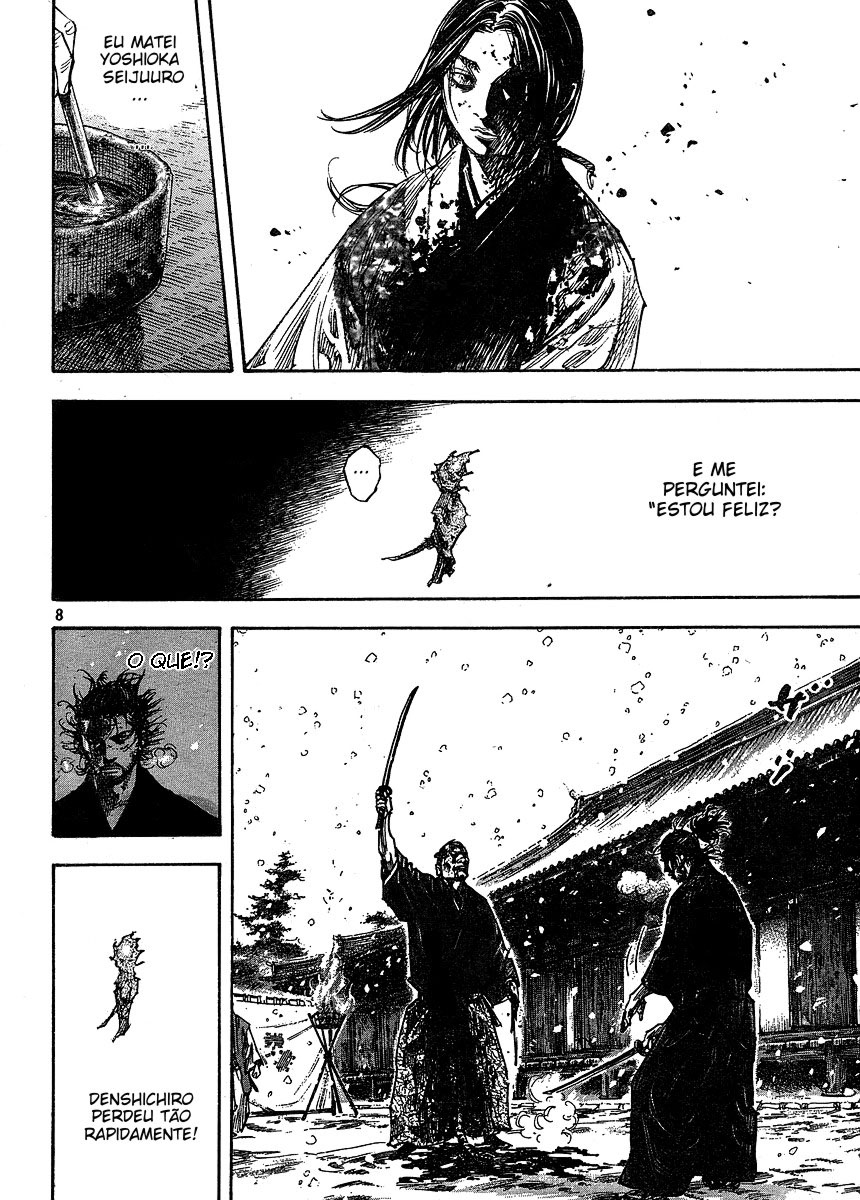 EU MATEI
YOSHIOKA
SEIJUURO
...
...
E ME
PERGUNTEI:
"ESTOU FELIZ?
8
O QUE!?
DENSHICHIRO
PERDEU TÃO
RAPIDAMENTE!